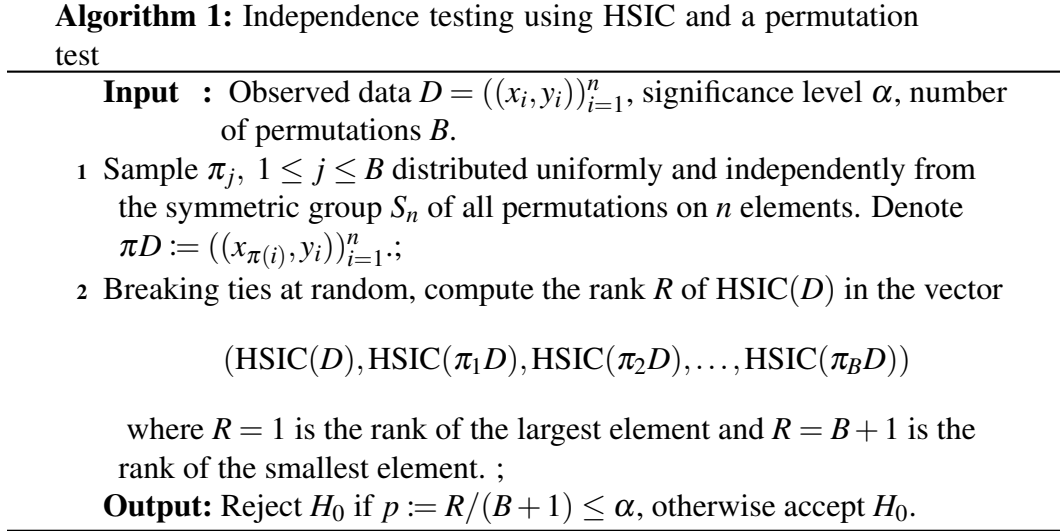 Algorithm 1: Independence testing using HSIC and a permutation
test
Input : Observed data D = ((x_i, y_i))_{i=1}^n, significance level α, number
of permutations B.
1 Sample π_j, 1 ≤ j ≤ B distributed uniformly and independently from
the symmetric group S_n of all permutations on n elements. Denote
πD := ((x_{π(i)}, y_i))_{i=1}^n.;
2 Breaking ties at random, compute the rank R of HSIC(D) in the vector
(HSIC(D), HSIC(π_1D), HSIC(π_2D), ..., HSIC(π_BD))
where R = 1 is the rank of the largest element and R = B + 1 is the
rank of the smallest element. ;
Output: Reject H_0 if p := R/(B + 1) ≤ α, otherwise accept H_0.